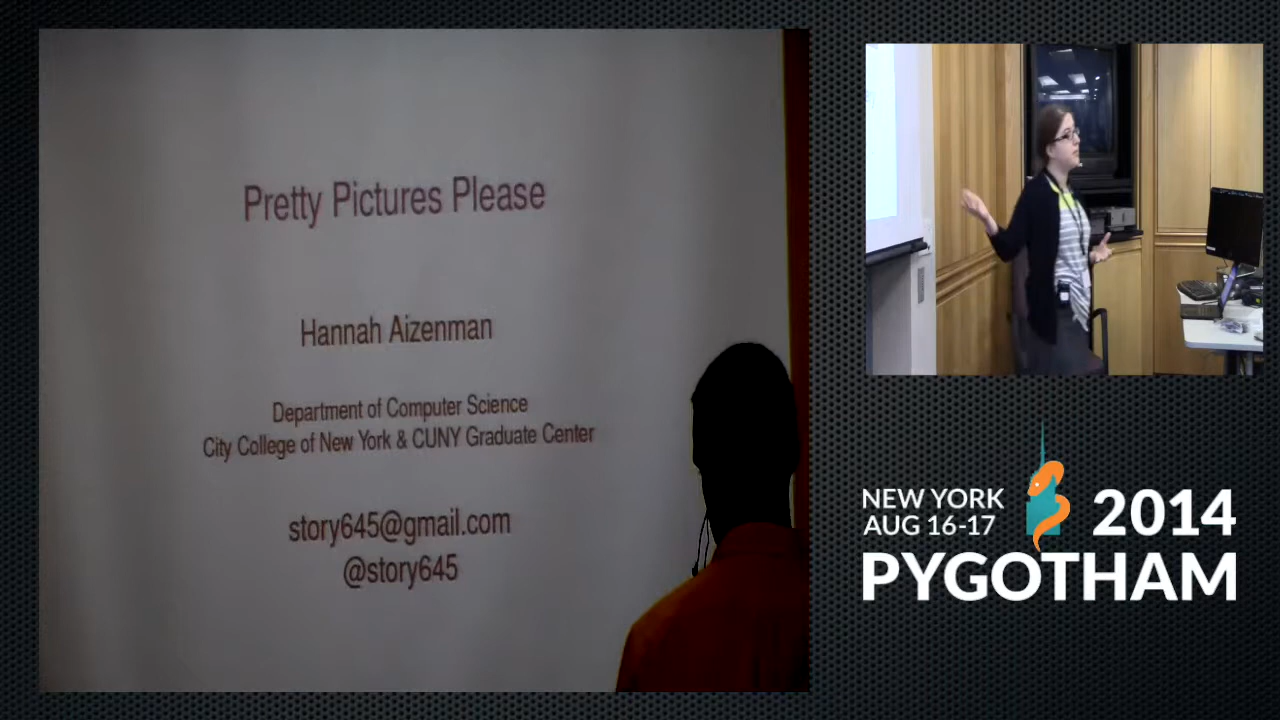 Pretty Pictures Please
Hannah Aizenman
Department of Computer Science
City College of New York & CUNY Graduate Center
story645@gmail.com
@story645
NEW YORK
AUG 16-17
2014
PYGOTHAM